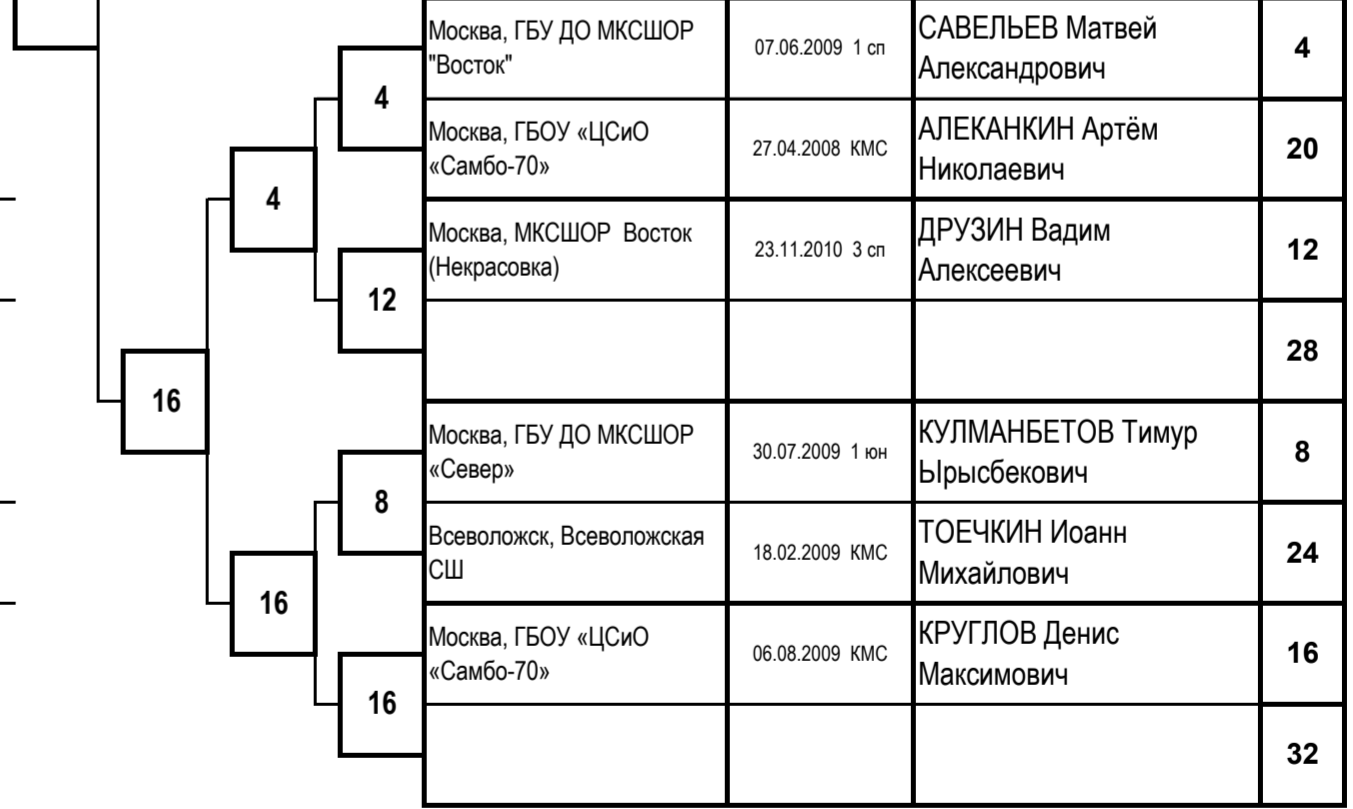 Москва, ГБУ ДО МКСШОР
"Восток"
07.06.2009 1 сп
САВЕЛЬЕВ Матвей
Александрович
4
4
Москва, ГБОУ «ЦСиО
«Самбо-70»
27.04.2008 КМС
АЛЕКАНКИН Артём
Николаевич
20
4
Москва, МКСШОР Восток
(Некрасовка)
23.11.2010 3 сп
ДРУЗИН Вадим
Алексеевич
12
12
28
16
Москва, ГБУ ДО МКСШОР
«Север»
30.07.2009 1 юн
КУЛМАНБЕТОВ Тимур
Ырысбекович
8
8
Всеволожск, Всеволожская
СШ
18.02.2009 КМС
ТОЕЧКИН Иоанн
Михайлович
24
16
Москва, ГБОУ «ЦСиО
«Самбо-70»
06.08.2009 КМС
КРУГЛОВ Денис
Максимович
16
16
32